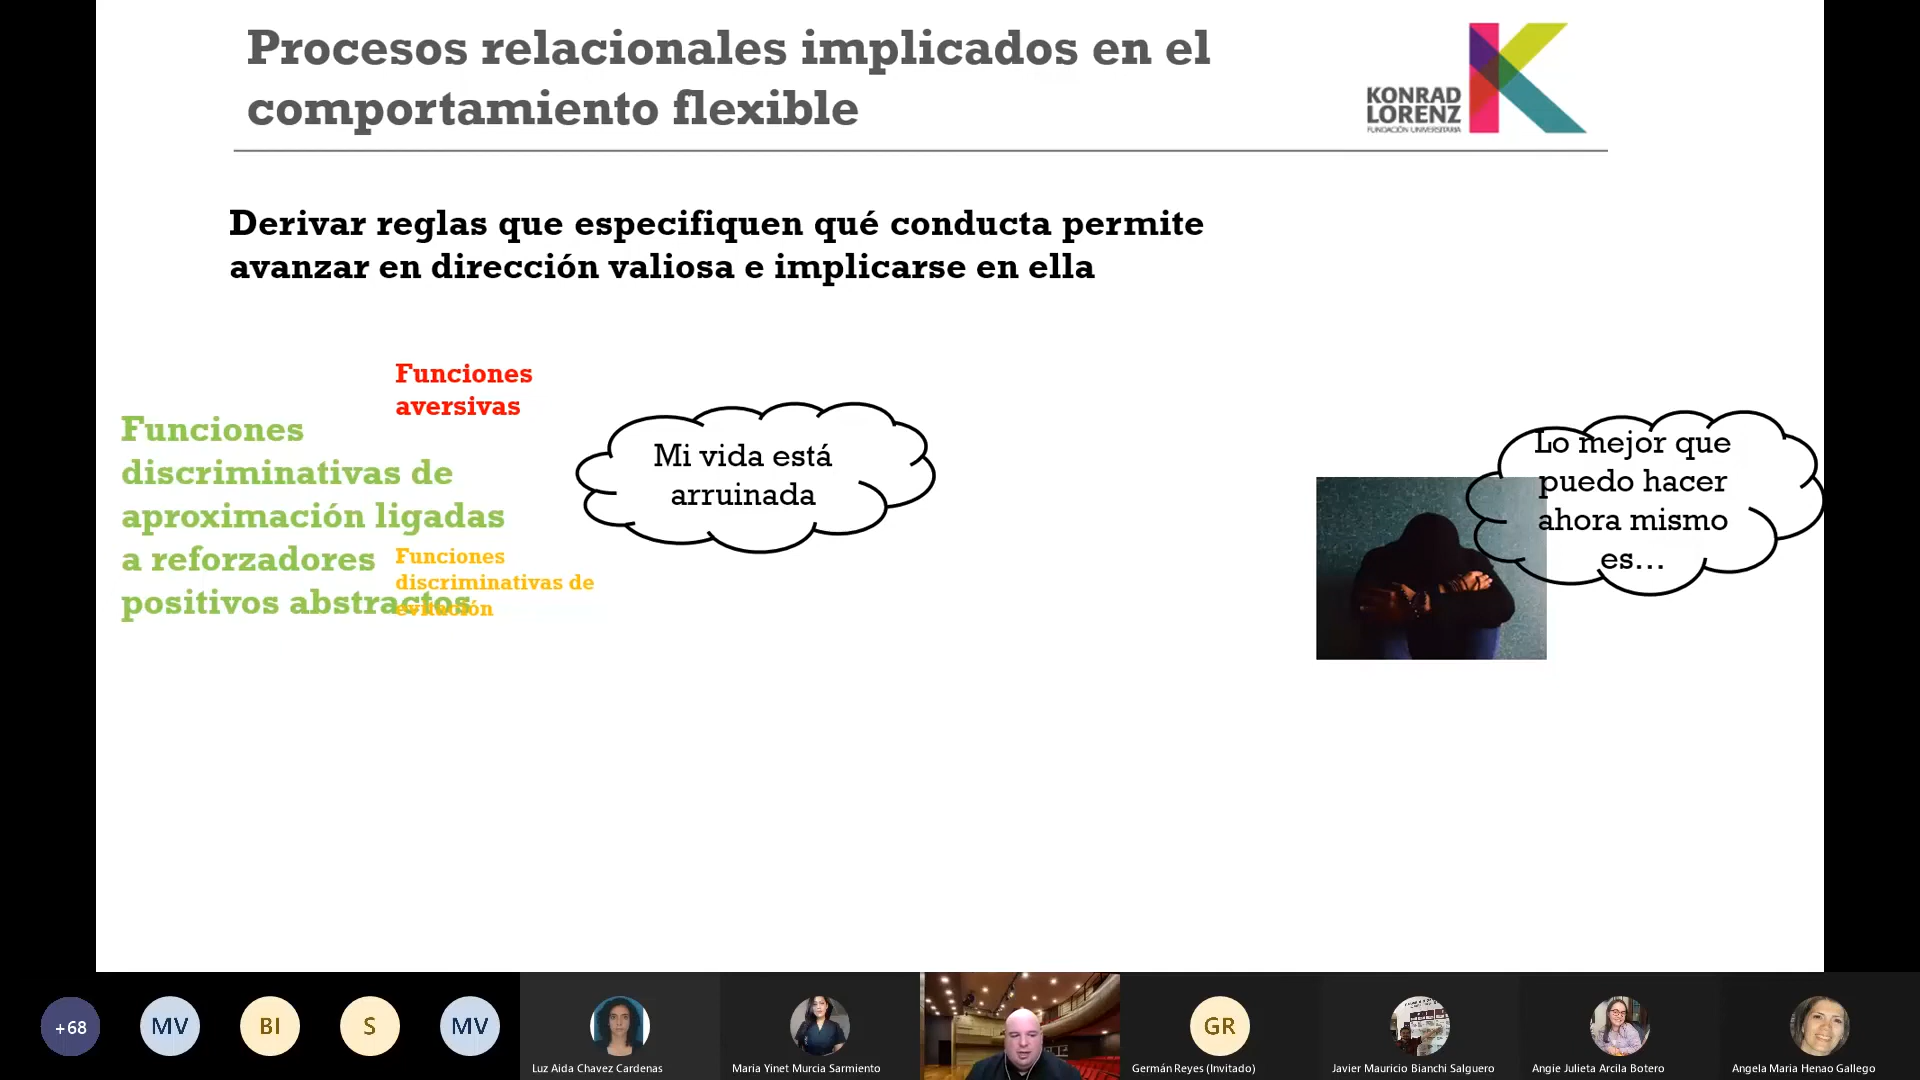 Procesos relacionales implicados en el
comportamiento flexible
KONRAD
LORENZ
FUNDACIÓN UNIVERSITARIA
Derivar reglas que especifiquen qué conducta permite
avanzar en dirección valiosa e implicarse en ella
Funciones
aversivas
Funciones
discriminativas de
aproximación ligadas
a reforzadores
positivos abstractos
Funciones
discriminativas de
evitación
Mi vida está
arruinada
Lo mejor que
puedo hacer
ahora mismo
es...
+68
MV
BI
S
MV
Luz Aida Chavez Cardenas
Maria Yinet Murcia Sarmiento
GR
Germán Reyes (Invitado)
Javier Mauricio Bianchi Salguero
Angie Julieta Arcila Botero
Angela Maria Henao Gallego